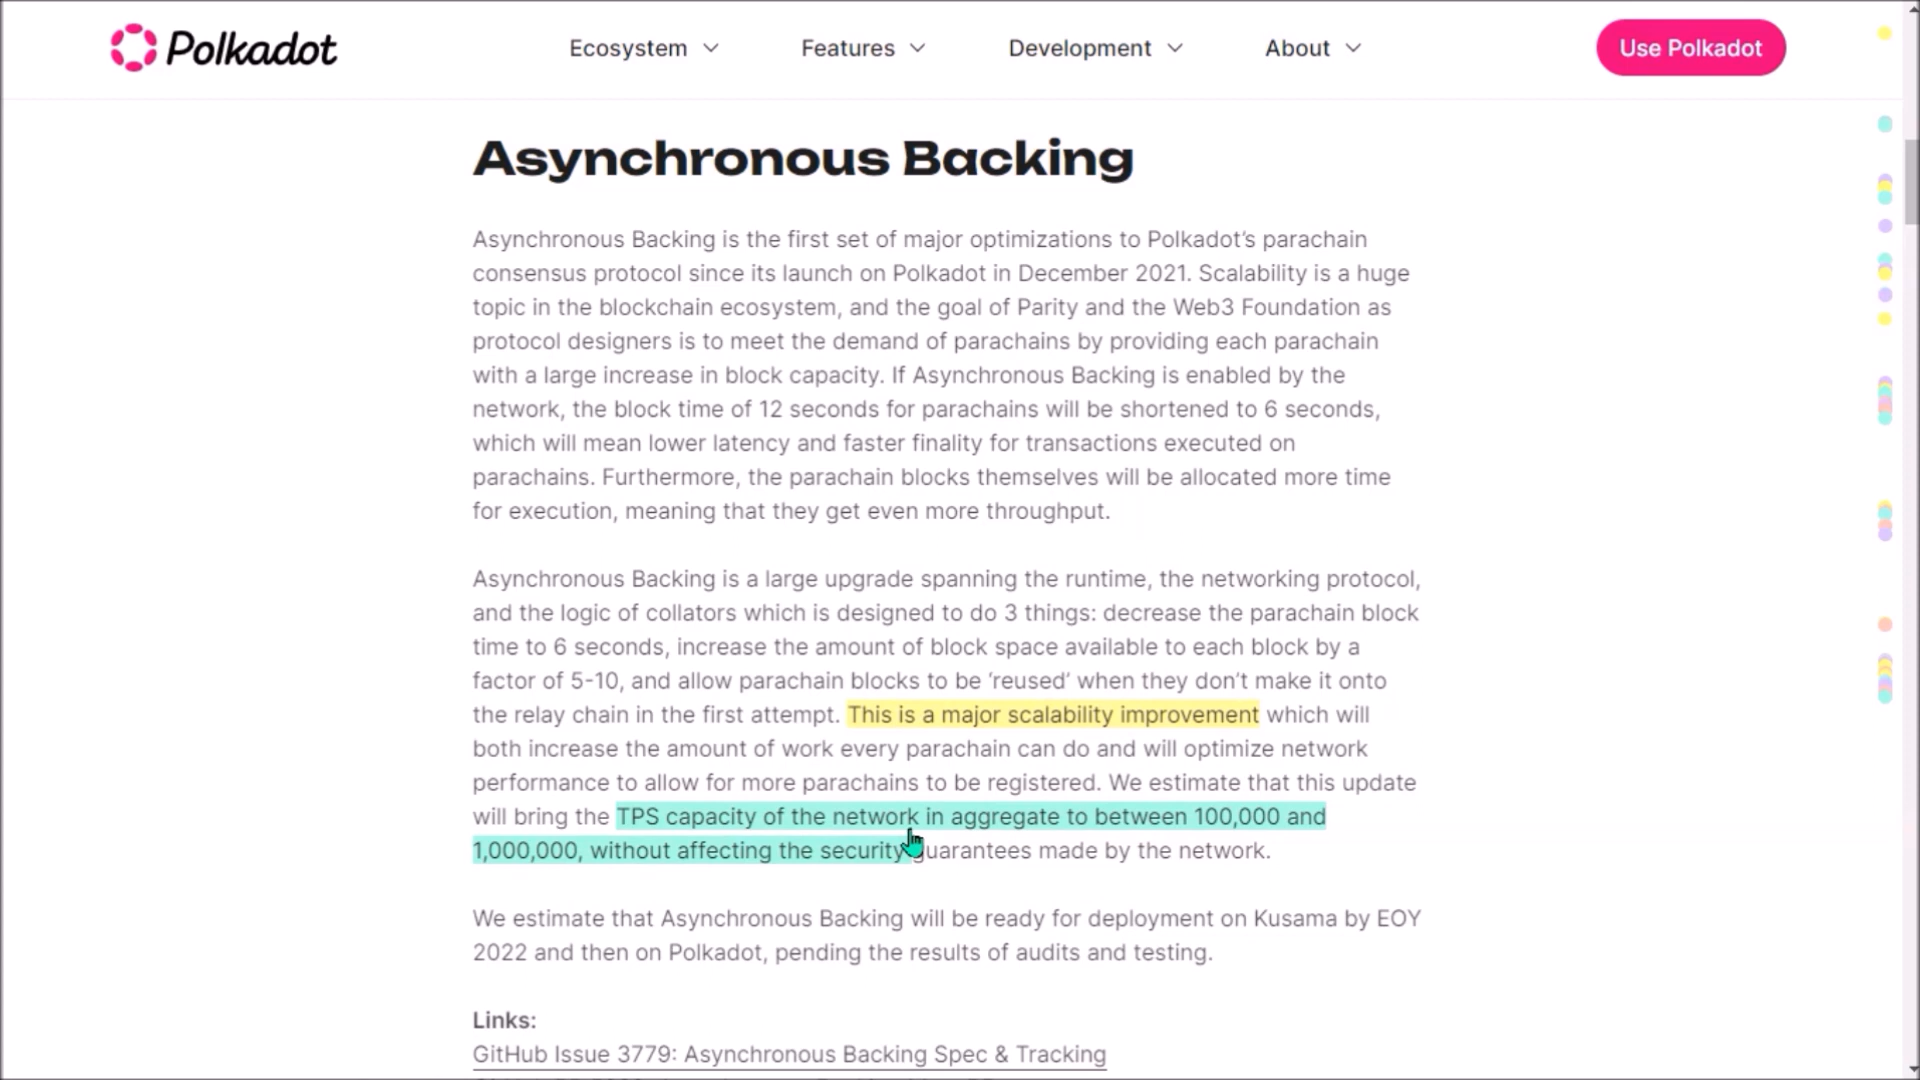 Polkadot
Ecosystem
Features
Development
About
Use Polkadot
Asynchronous Backing
Asynchronous Backing is the first set of major optimizations to Polkadot’s parachain
consensus protocol since its launch on Polkadot in December 2021. Scalability is a huge
topic in the blockchain ecosystem, and the goal of Parity and the Web3 Foundation as
protocol designers is to meet the demand of parachains by providing each parachain
with a large increase in block capacity. If Asynchronous Backing is enabled by the
network, the block time of 12 seconds for parachains will be shortened to 6 seconds,
which will mean lower latency and faster finality for transactions executed on
parachains. Furthermore, the parachain blocks themselves will be allocated more time
for execution, meaning that they get even more throughput.
Asynchronous Backing is a large upgrade spanning the runtime, the networking protocol,
and the logic of collators which is designed to do 3 things: decrease the parachain block
time to 6 seconds, increase the amount of block space available to each block by a
factor of 5-10, and allow parachain blocks to be ‘reused’ when they don’t make it onto
the relay chain in the first attempt. This is a major scalability improvement which will
both increase the amount of work every parachain can do and will optimize network
performance to allow for more parachains to be registered. We estimate that this update
will bring the TPS capacity of the network in aggregate to between 100,000 and
1,000,000, without affecting the security guarantees made by the network.
We estimate that Asynchronous Backing will be ready for deployment on Kusama by EOY
2022 and then on Polkadot, pending the results of audits and testing.
Links:
GitHub Issue 3779: Asynchronous Backing Spec & Tracking